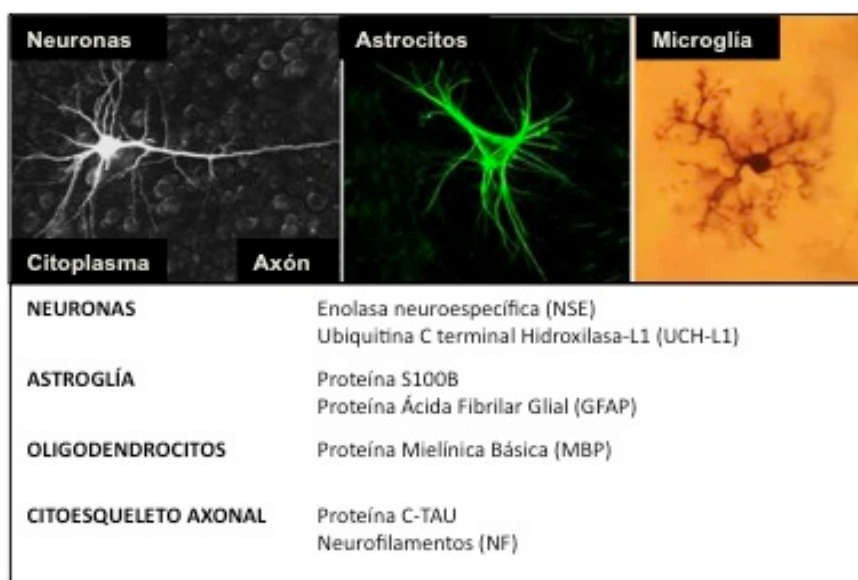 Neuronas
Astrocitos
Microglía
Citoplasma
Axón
NEURONAS
Enolasa neuroespecífica (NSE)
Ubiquitina C terminal Hidroxilasa-L1 (UCH-L1)
ASTROGLÍA
Proteína S100B
Proteína Ácida Fibrilar Glial (GFAP)
OLIGODENDROCITOS
Proteína Mielínica Básica (MBP)
CITOESQUELETO AXONAL
Proteína C-TAU
Neurofilamentos (NF)